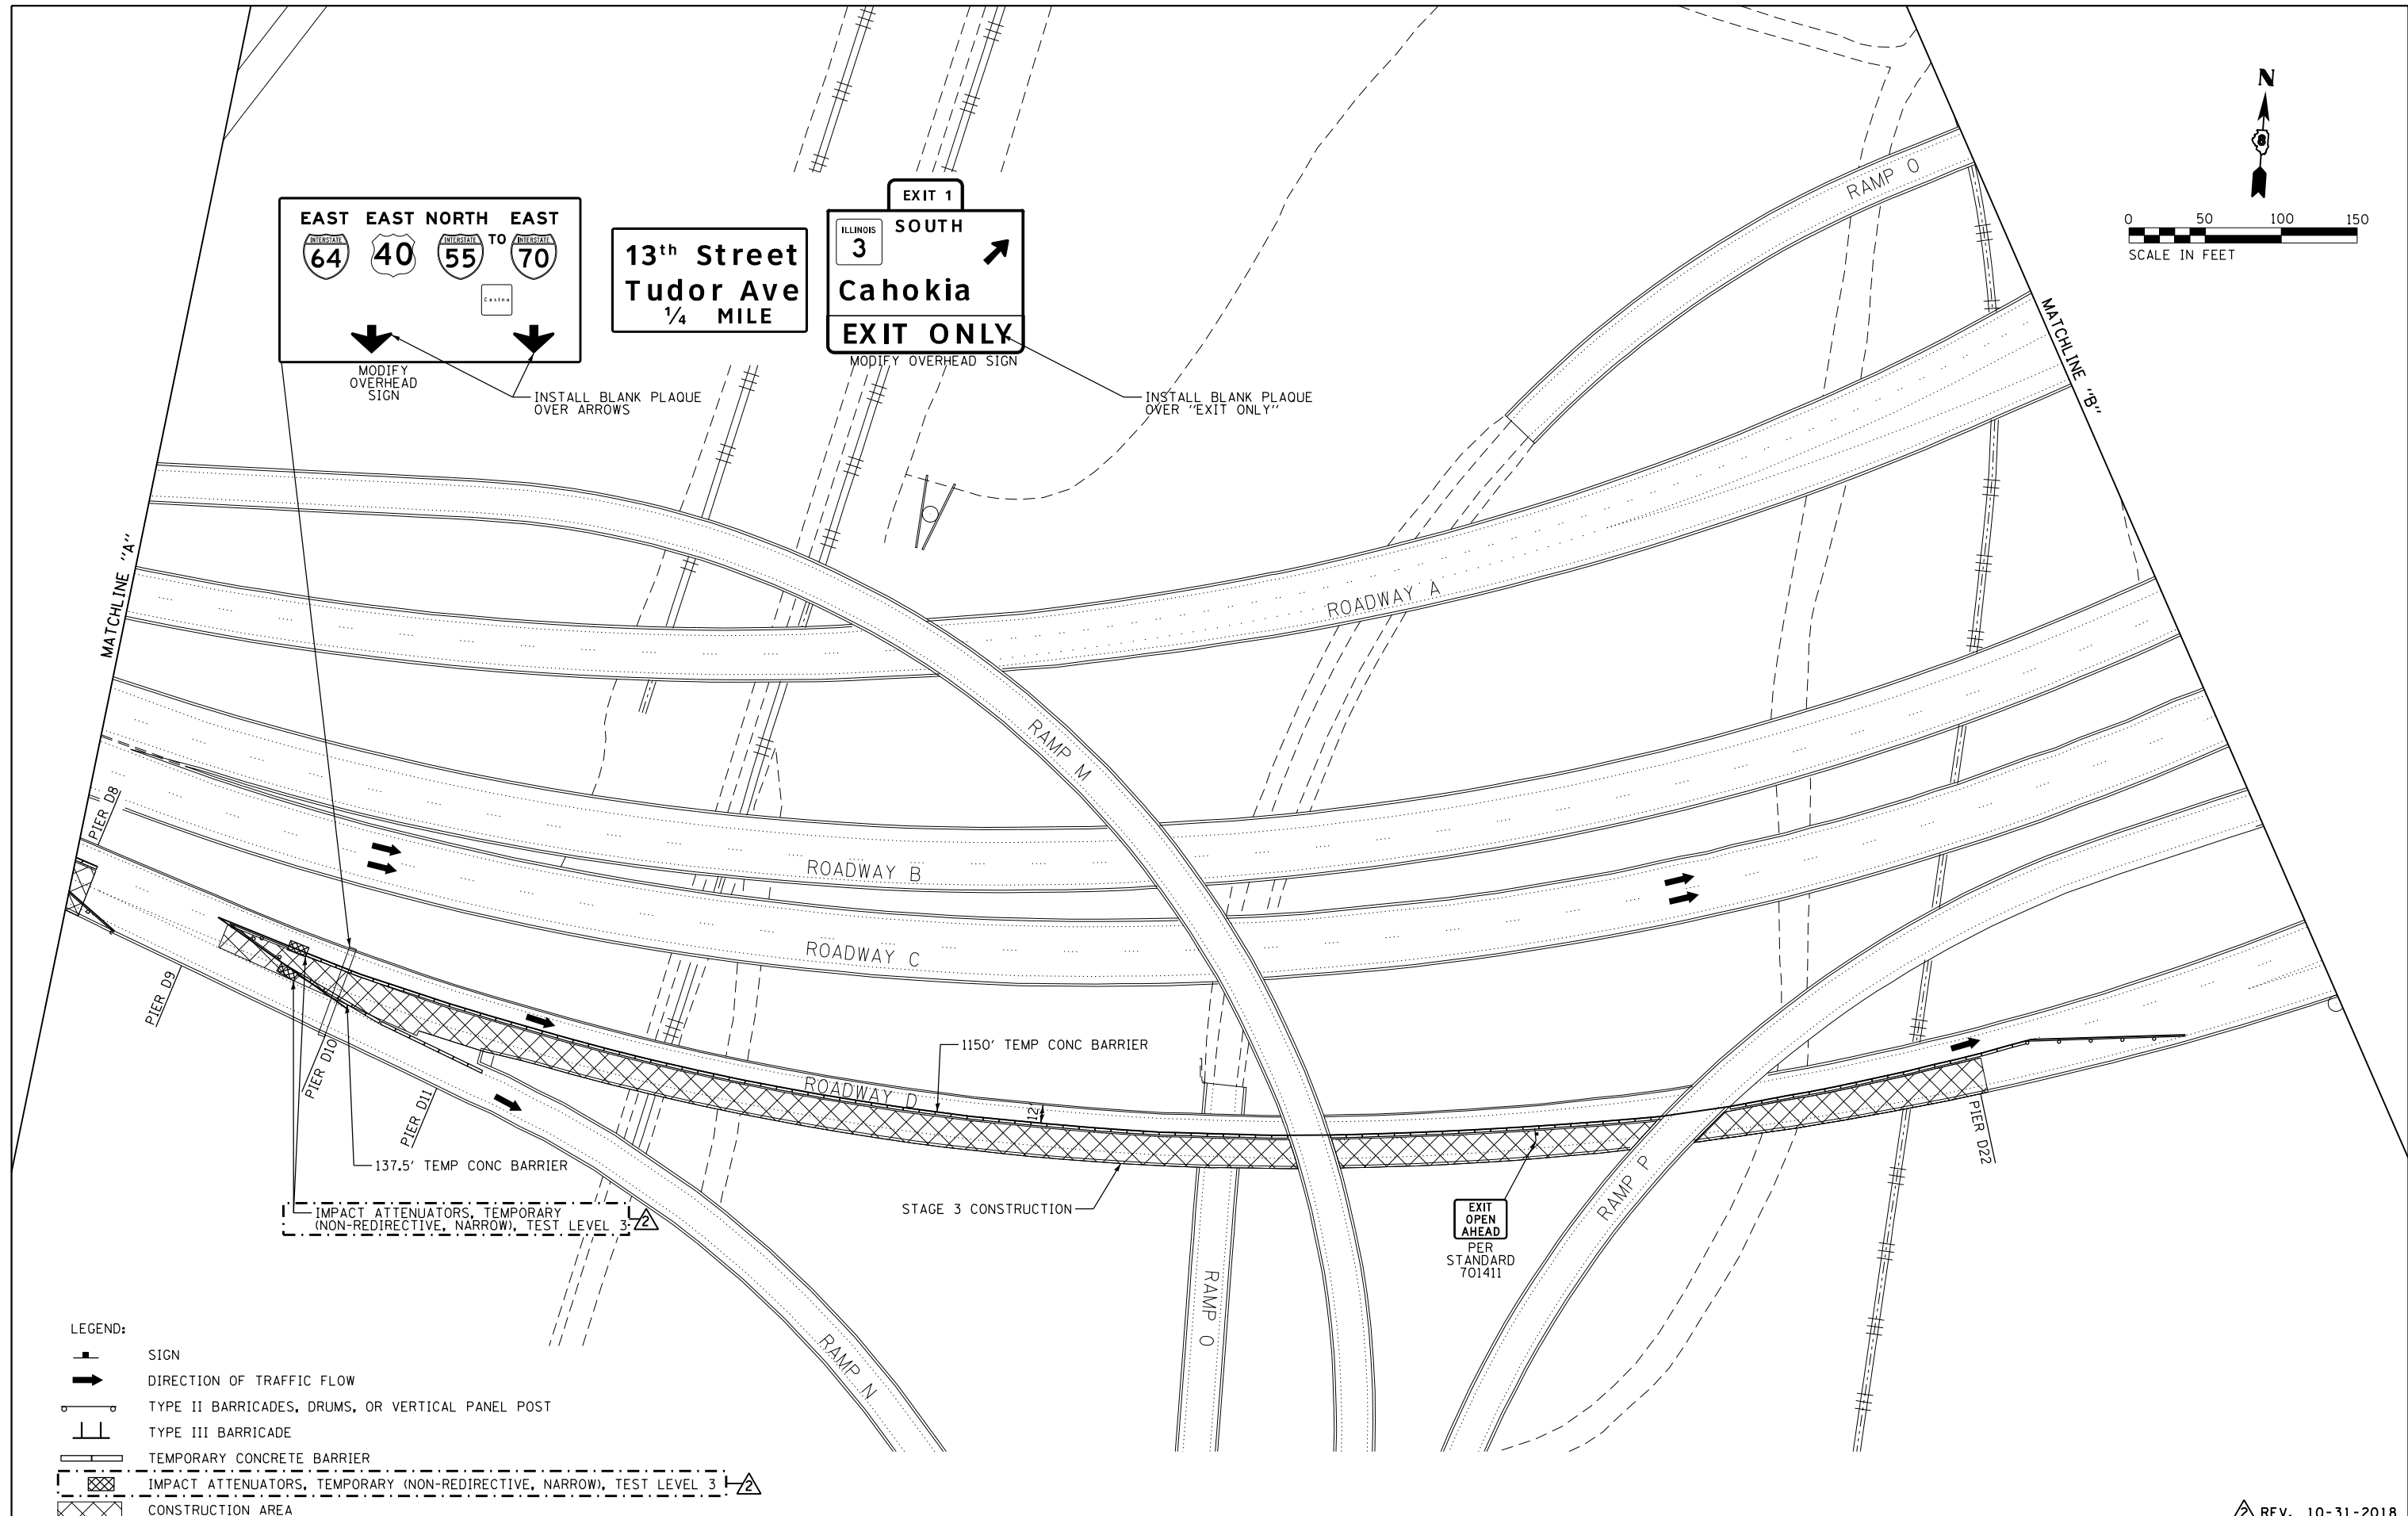 N
8
0 50 100 150
SCALE IN FEET
EAST EAST NORTH EAST
INTERSTATE 64
40
INTERSTATE 55
TO
INTERSTATE 70
Casino
MODIFY
OVERHEAD
SIGN
INSTALL BLANK PLAQUE
OVER ARROWS
13th Street
Tudor Ave
1/4 MILE
EXIT 1
ILLINOIS
3
SOUTH
Cahokia
EXIT ONLY
MODIFY OVERHEAD SIGN
INSTALL BLANK PLAQUE
OVER "EXIT ONLY"
RAMP O
MATCHLINE "B"
MATCHLINE "A"
ROADWAY A
RAMP M
ROADWAY B
ROADWAY C
PIER D8
PIER D9
PIER D10
PIER D11
ROADWAY D
12'
1150' TEMP CONC BARRIER
137.5' TEMP CONC BARRIER
IMPACT ATTENUATORS, TEMPORARY
(NON-REDIRECTIVE, NARROW), TEST LEVEL 3
2
STAGE 3 CONSTRUCTION
EXIT
OPEN
AHEAD
PER
STANDARD
701411
RAMP P
PIER D22
RAMP O
RAMP N
LEGEND:
SIGN
DIRECTION OF TRAFFIC FLOW
TYPE II BARRICADES, DRUMS, OR VERTICAL PANEL POST
TYPE III BARRICADE
TEMPORARY CONCRETE BARRIER
IMPACT ATTENUATORS, TEMPORARY (NON-REDIRECTIVE, NARROW), TEST LEVEL 3
2
CONSTRUCTION AREA
2 REV. 10-31-2018